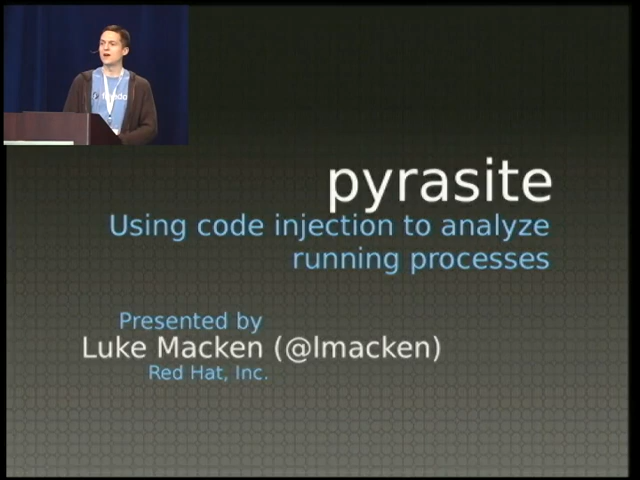 pyrasite
Using code injection to analyze
running processes
Presented by
Luke Macken (@lmacken)
Red Hat, Inc.